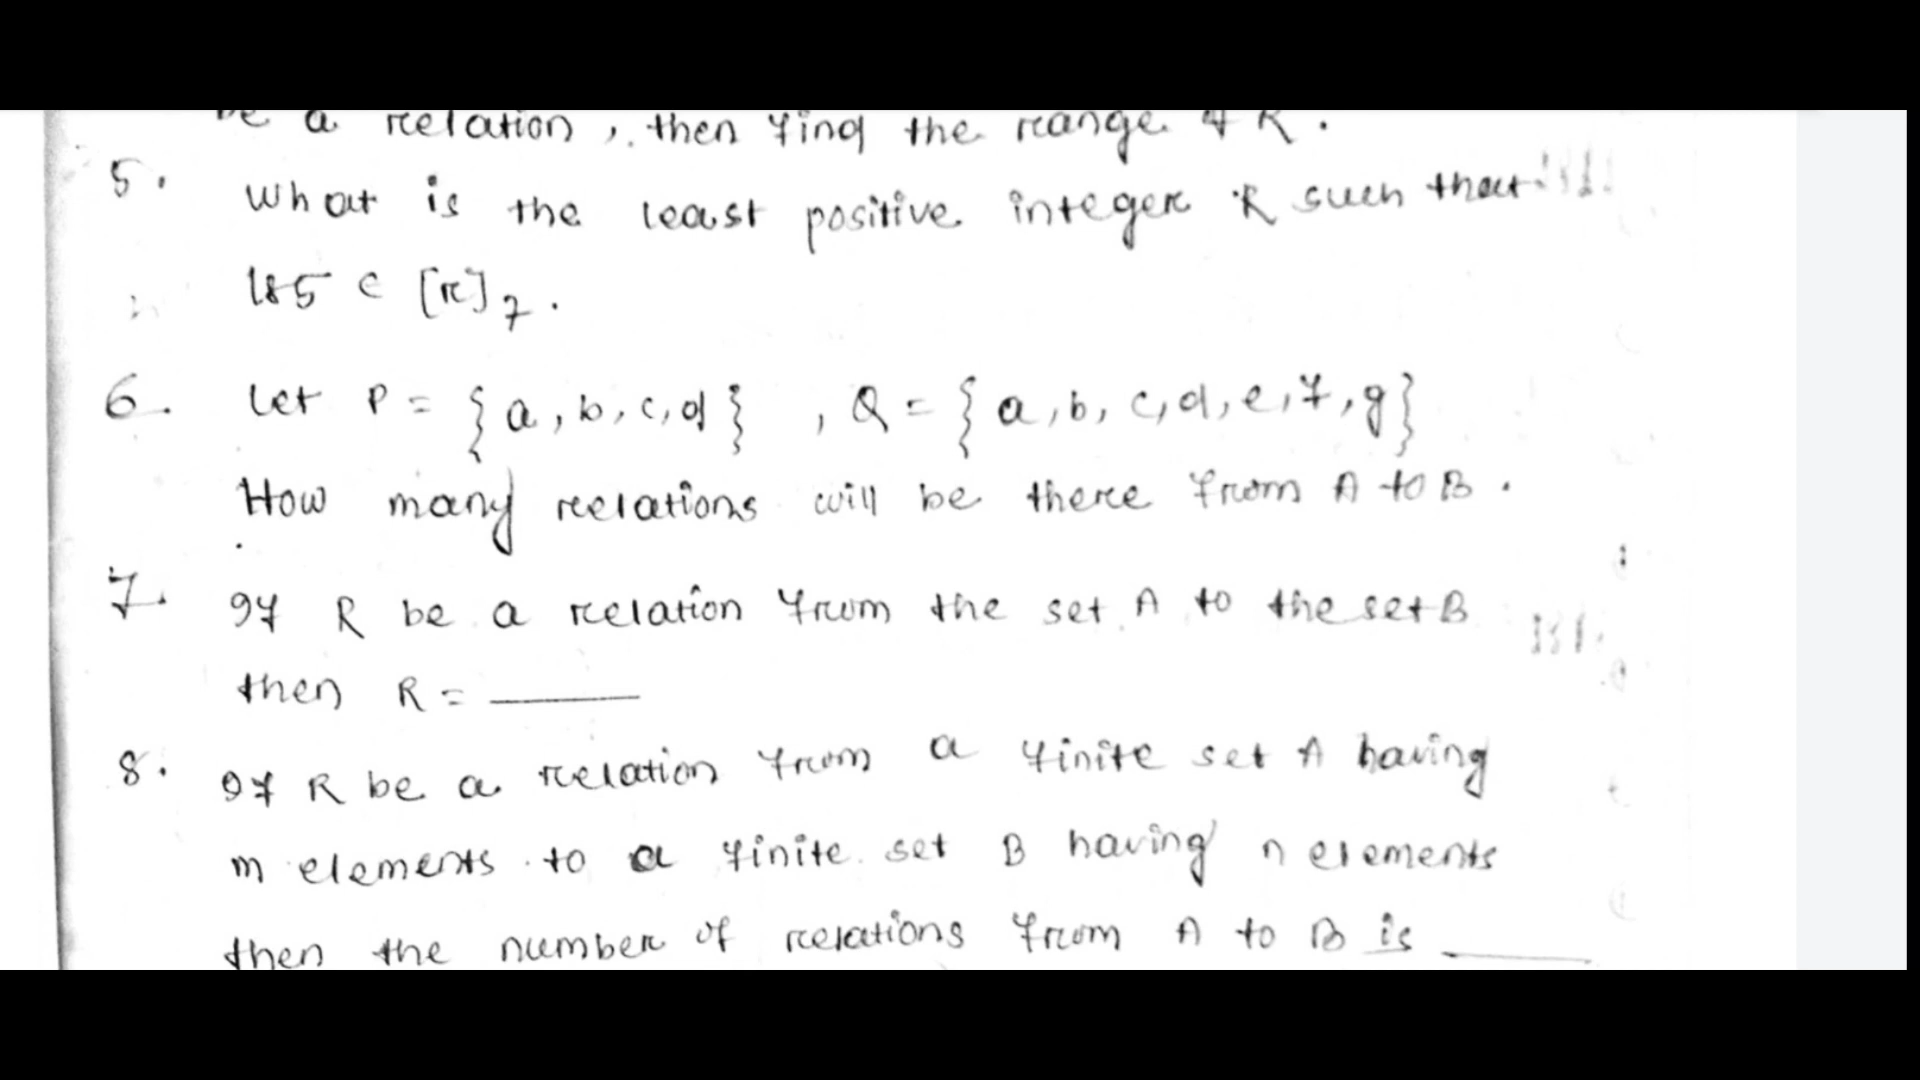 be a relation, then find the range of R.
5. What is the least positive integer R such that
185 ∈ [r]7.
6. Let P = {a, b, c, d}, Q = {a, b, c, d, e, f, g}
How many relations will be there from A to B.
7. If R be a relation from the set A to the set B
then R = ______
8. If R be a relation from a finite set A having
m elements to a finite set B having n elements
then the number of relations from A to B is ______